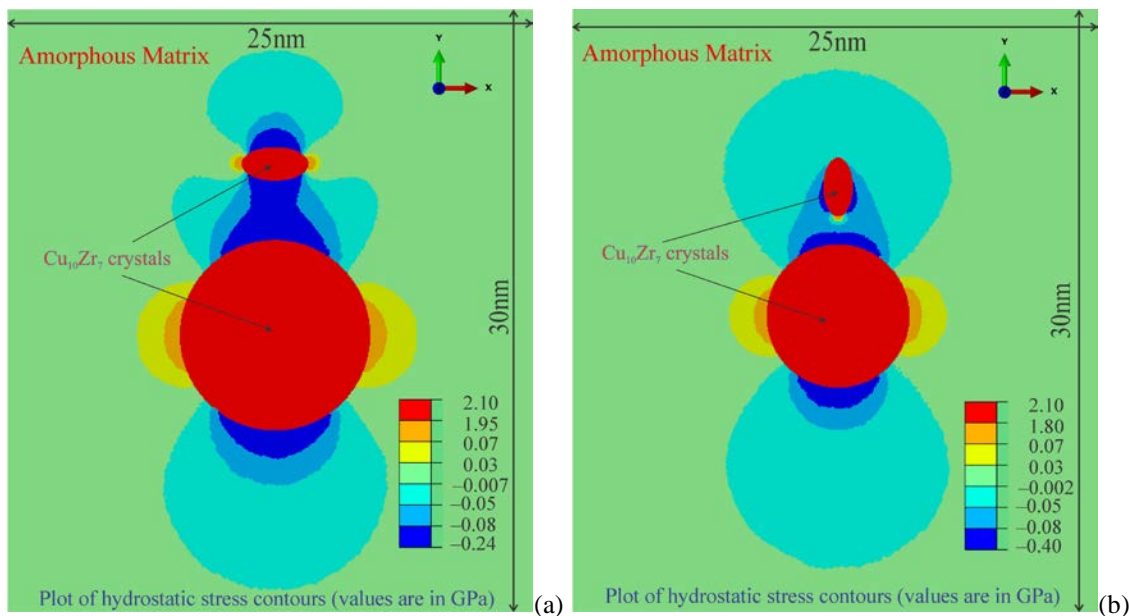 25nm
Amorphous Matrix
Y
X
Cu₁₀Zr₇ crystals
30nm
2.10
1.95
0.07
0.03
−0.007
−0.05
−0.08
−0.24
Plot of hydrostatic stress contours (values are in GPa)
(a)
25nm
Amorphous Matrix
Y
X
Cu₁₀Zr₇ crystals
30nm
2.10
1.80
0.07
0.03
−0.002
−0.05
−0.08
−0.40
Plot of hydrostatic stress contours (values are in GPa)
(b)